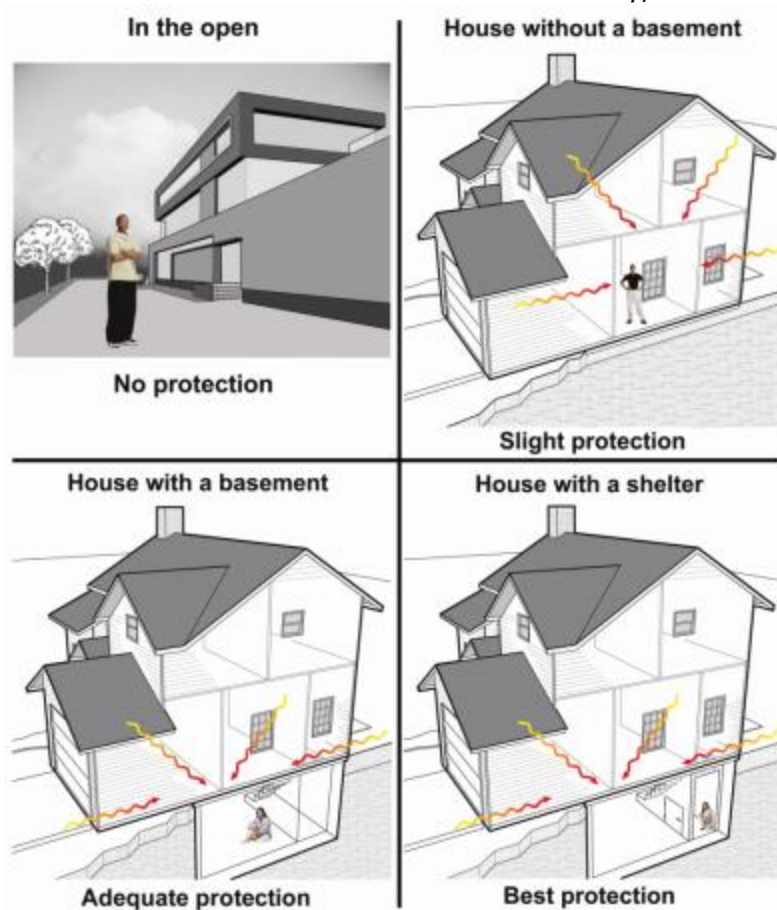 In the open
House without a basement
No protection
Slight protection
House with a basement
House with a shelter
Adequate protection
Best protection